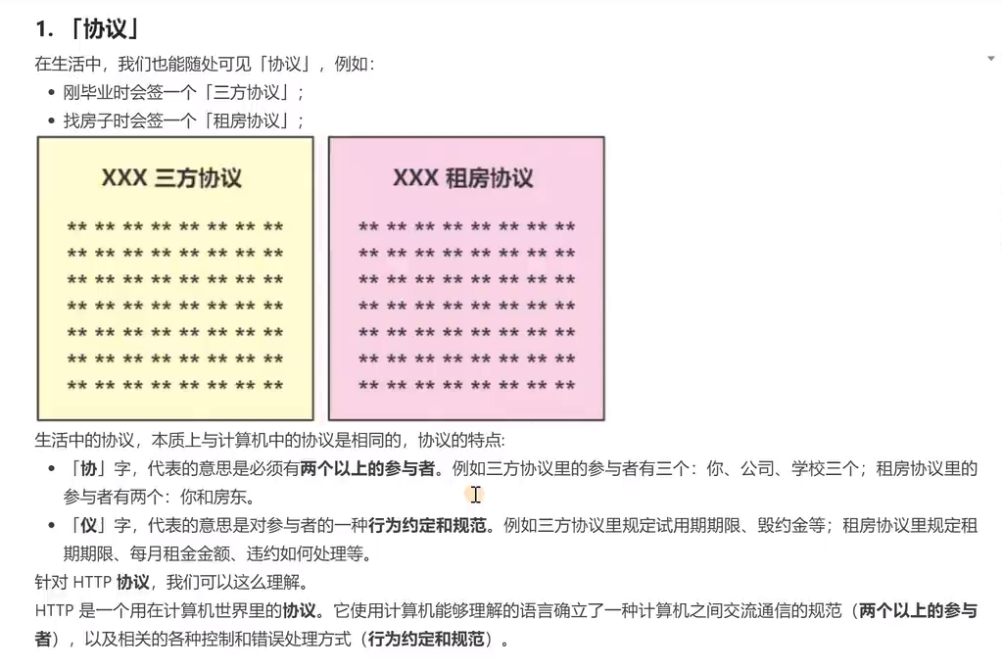 1. 「协议」
在生活中，我们也能随处可见「协议」，例如：
• 刚毕业时会签一个「三方协议」；
• 找房子时会签一个「租房协议」；
XXX 三方协议
** ** ** ** ** ** ** **
** ** ** ** ** ** ** **
** ** ** ** ** ** ** **
** ** ** ** ** ** ** **
** ** ** ** ** ** ** **
** ** ** ** ** ** ** **
** ** ** ** ** ** ** **
XXX 租房协议
** ** ** ** ** ** ** **
** ** ** ** ** ** ** **
** ** ** ** ** ** ** **
** ** ** ** ** ** ** **
** ** ** ** ** ** ** **
** ** ** ** ** ** ** **
** ** ** ** ** ** ** **
生活中的协议，本质上与计算机中的协议是相同的，协议的特点:
• 「协」字，代表的意思是必须有两个以上的参与者。例如三方协议里的参与者有三个：你、公司、学校三个；租房协议里的
参与者有两个：你和房东。
• 「仪」字，代表的意思是对参与者的一种行为约定和规范。例如三方协议里规定试用期期限、毁约金等；租房协议里规定租
期期限、每月租金金额、违约如何处理等。
针对 HTTP 协议，我们可以这么理解。
HTTP 是一个用在计算机世界里的协议。它使用计算机能够理解的语言确立了一种计算机之间交流通信的规范（两个以上的参与
者），以及相关的各种控制和错误处理方式（行为约定和规范）。